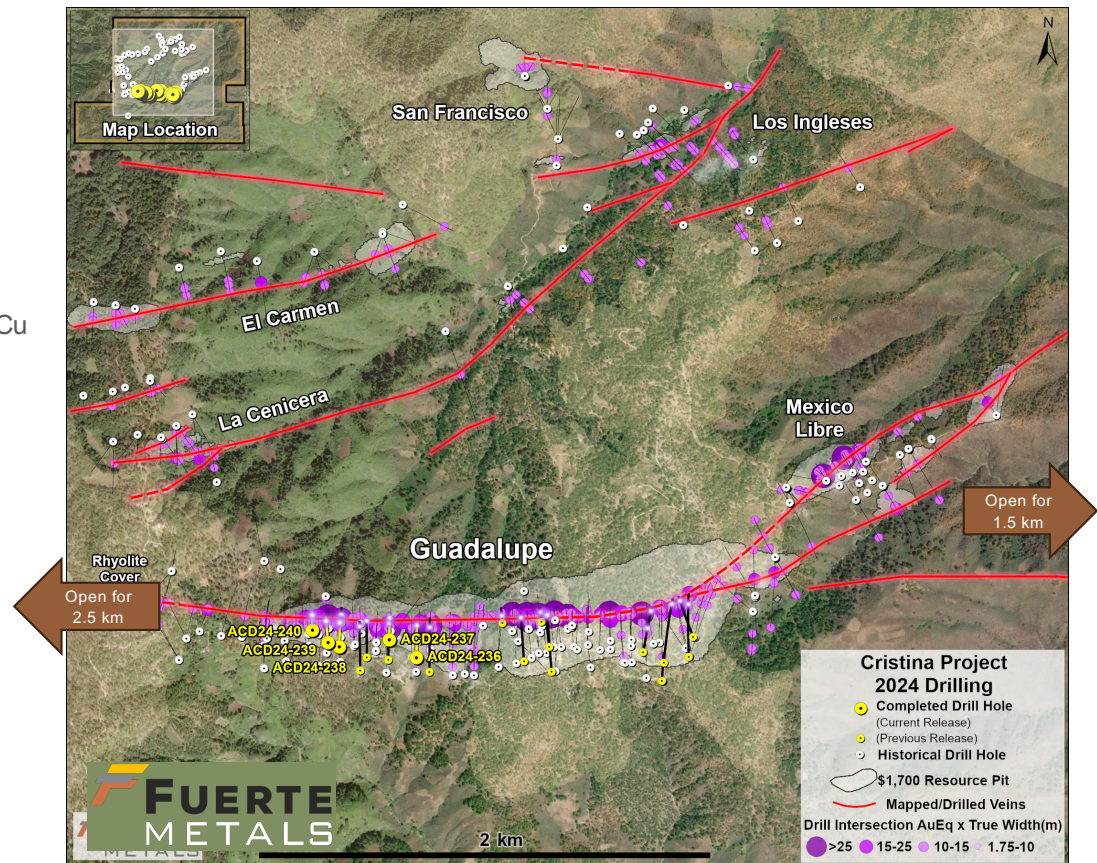 N
Map Location
San Francisco
Los Ingleses
Cu
El Carmen
La Cenicera
Mexico
Libre
Open for
1.5 km
Guadalupe
Rhyolite
Cover
Open for
2.5 km
ACD24-240
ACD24-237
ACD24-239
ACD24-236
ACD24-238
Cristina Project
2024 Drilling
Completed Drill Hole
(Current Release)
(Previous Release)
Historical Drill Hole
$1,700 Resource Pit
Mapped/Drilled Veins
Drill Intersection AuEq x True Width(m)
>25 15-25 10-15 1.75-10
FUERTE
METALS
METALS
2 km